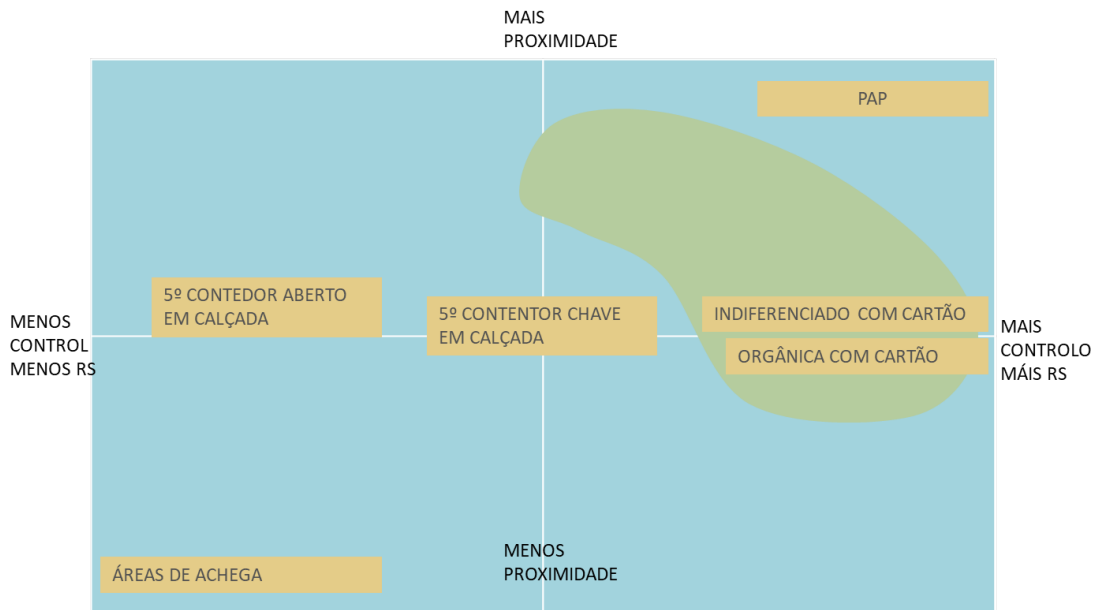 MAIS
PROXIMIDADE
PAP
5º CONTEDOR ABERTO
EM CALÇADA
5º CONTENTOR CHAVE
EM CALÇADA
INDIFERENCIADO COM CARTÃO
ORGÂNICA COM CARTÃO
MENOS
CONTROL
MENOS RS
MAIS
CONTROLO
MÁIS RS
ÁREAS DE ACHEGA
MENOS
PROXIMIDADE